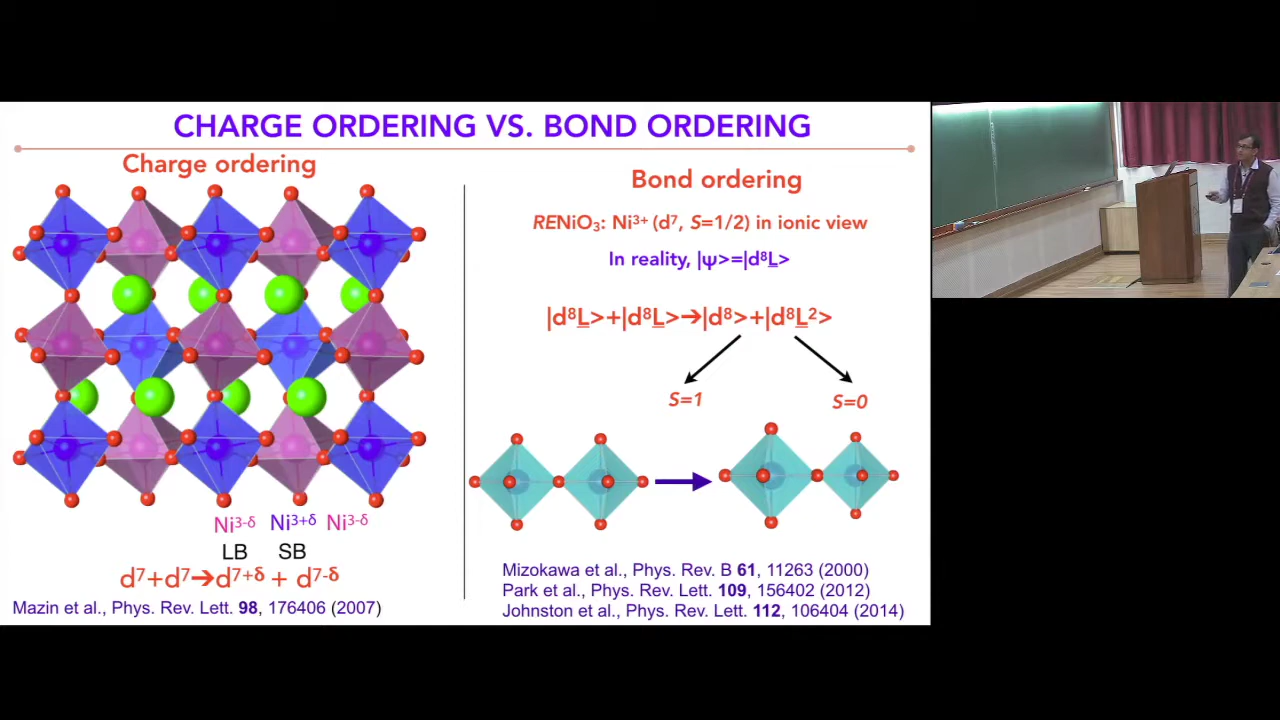 CHARGE ORDERING VS. BOND ORDERING
Charge ordering
Ni³⁻ᵟ Ni³⁺ᵟ Ni³⁻ᵟ
LB SB
d⁷+d⁷➔d⁷⁺ᵟ + d⁷⁻ᵟ
Mazin et al., Phys. Rev. Lett. 98, 176406 (2007)
Bond ordering
RENiO₃: Ni³⁺ (d⁷, S=1/2) in ionic view
In reality, |ψ>=|d⁸L̲>
|d⁸L̲>+|d⁸L̲>➔|d⁸>+|d⁸L̲²>
S=1 S=0
Mizokawa et al., Phys. Rev. B 61, 11263 (2000)
Park et al., Phys. Rev. Lett. 109, 156402 (2012)
Johnston et al., Phys. Rev. Lett. 112, 106404 (2014)